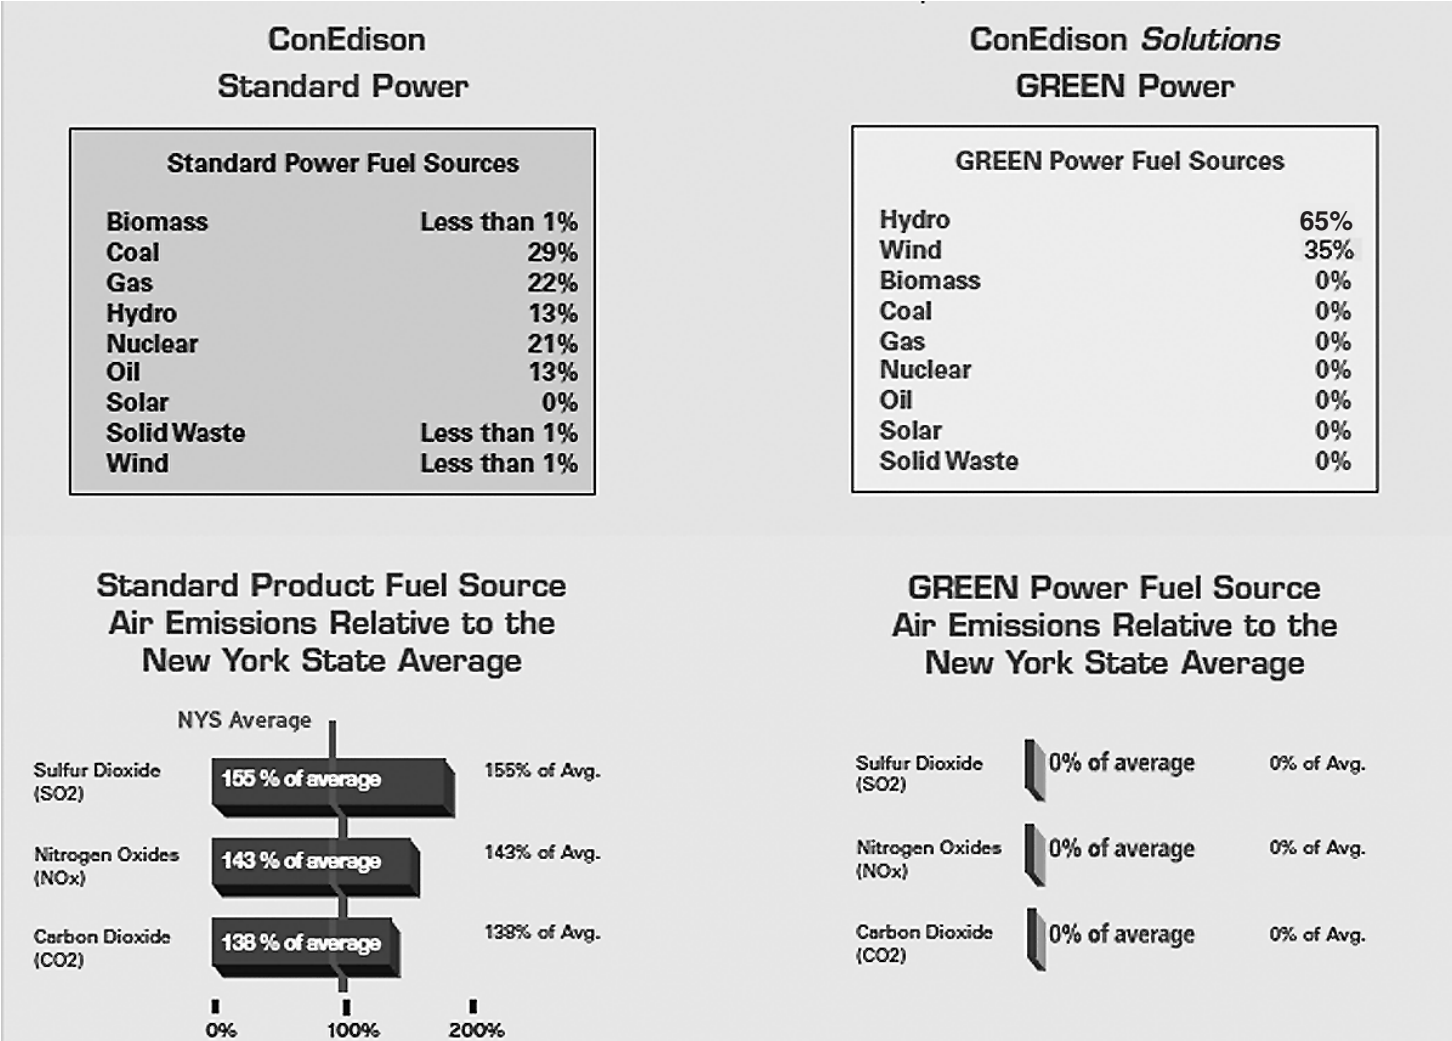 ConEdison
Standard Power
Standard Power Fuel Sources
Biomass Less than 1%
Coal 29%
Gas 22%
Hydro 13%
Nuclear 21%
Oil 13%
Solar 0%
Solid Waste Less than 1%
Wind Less than 1%
ConEdison Solutions
GREEN Power
GREEN Power Fuel Sources
Hydro 65%
Wind 35%
Biomass 0%
Coal 0%
Gas 0%
Nuclear 0%
Oil 0%
Solar 0%
Solid Waste 0%
Standard Product Fuel Source
Air Emissions Relative to the
New York State Average
NYS Average
Sulfur Dioxide
(SO2)
155 % of average
155% of Avg.
Nitrogen Oxides
(NOx)
143 % of average
143% of Avg.
Carbon Dioxide
(CO2)
138 % of average
138% of Avg.
0% 100% 200%
GREEN Power Fuel Source
Air Emissions Relative to the
New York State Average
Sulfur Dioxide
(SO2)
0% of average
0% of Avg.
Nitrogen Oxides
(NOx)
0% of average
0% of Avg.
Carbon Dioxide
(CO2)
0% of average
0% of Avg.